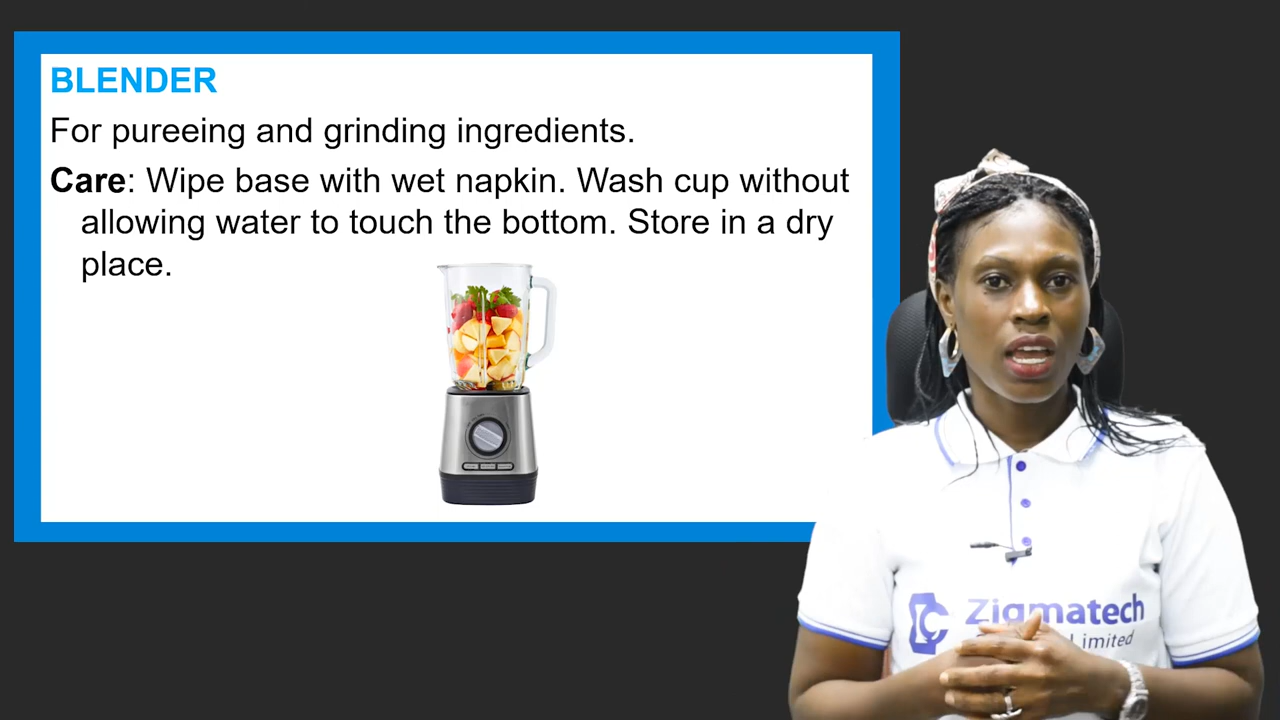 BLENDER
For pureeing and grinding ingredients.
Care: Wipe base with wet napkin. Wash cup without
allowing water to touch the bottom. Store in a dry
place.
Zigmatech
Limited